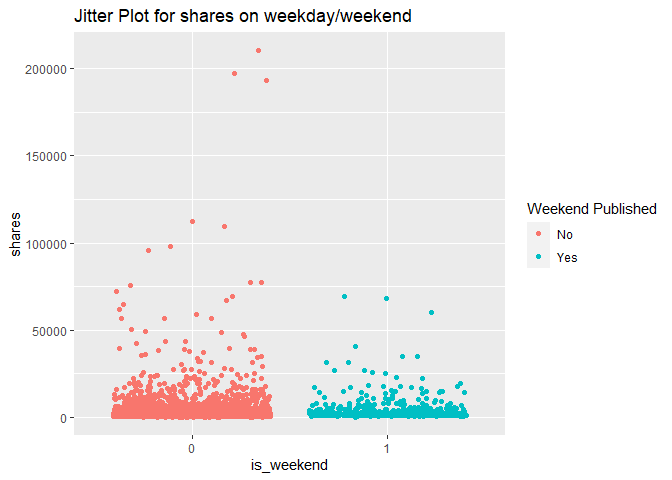 Jitter Plot for shares on weekday/weekend
200000
150000
100000
50000
0
shares
0
1
is_weekend
Weekend Published
No
Yes